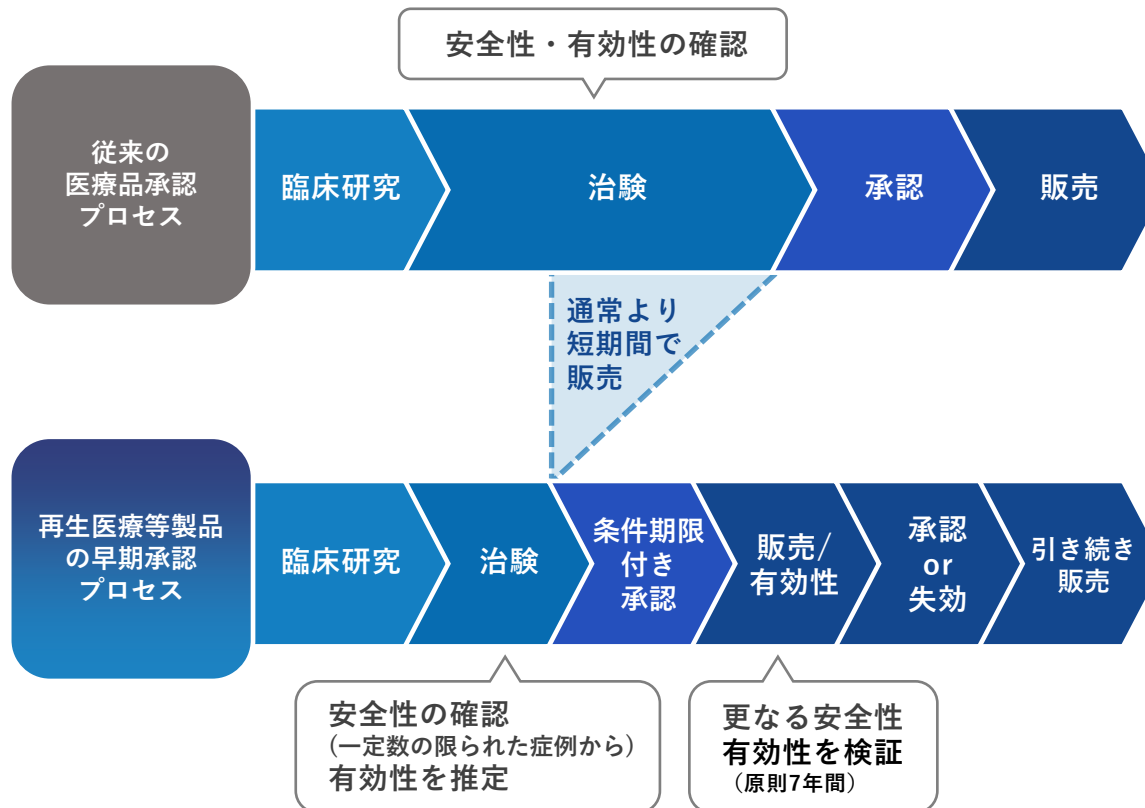 安全性・有効性の確認
従来の
医療品承認
プロセス
臨床研究
治験
承認
販売
通常より
短期間で
販売
再生医療等製品
の早期承認
プロセス
臨床研究
治験
条件期限
付き
承認
販売/
有効性
承認
or
失効
引き続き
販売
安全性の確認
(一定数の限られた症例から)
有効性を推定
更なる安全性
有効性を検証
(原則7年間)